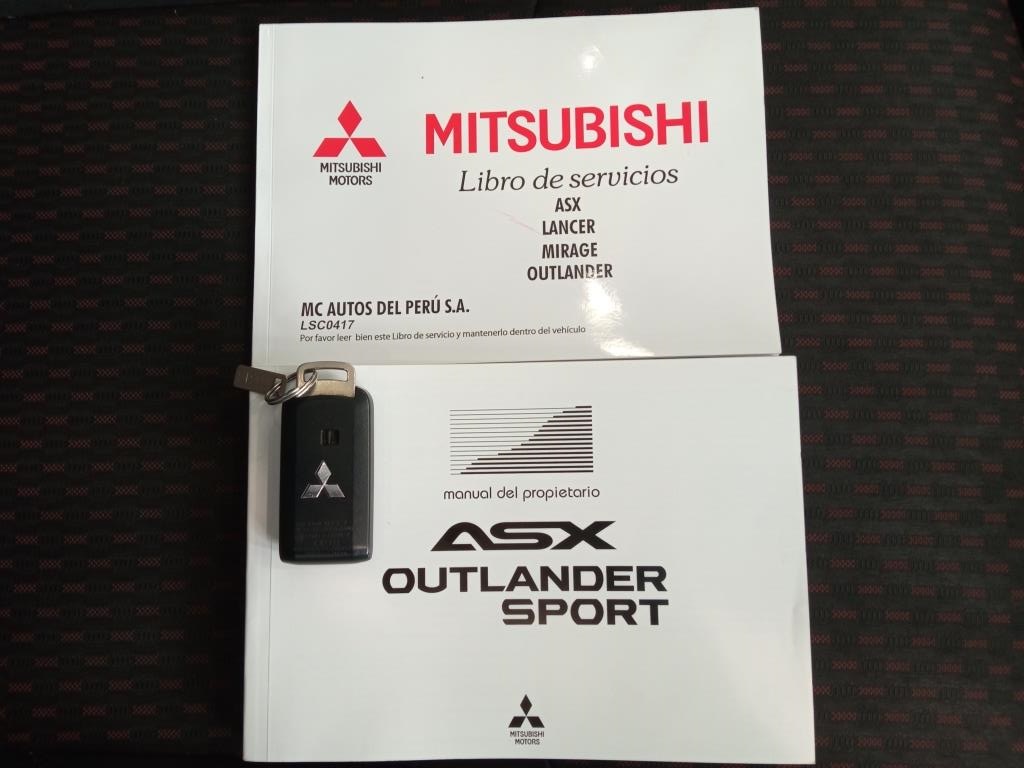 MITSUBISHI
MOTORS
MITSUBISHI
Libro de servicios
ASX
LANCER
MIRAGE
OUTLANDER
MC AUTOS DEL PERÚ S.A.
LSC0417
Por favor leer bien este Libro de servicio y mantenerlo dentro del vehículo
manual del propietario
ASX
OUTLANDER
SPORT
MITSUBISHI
MOTORS